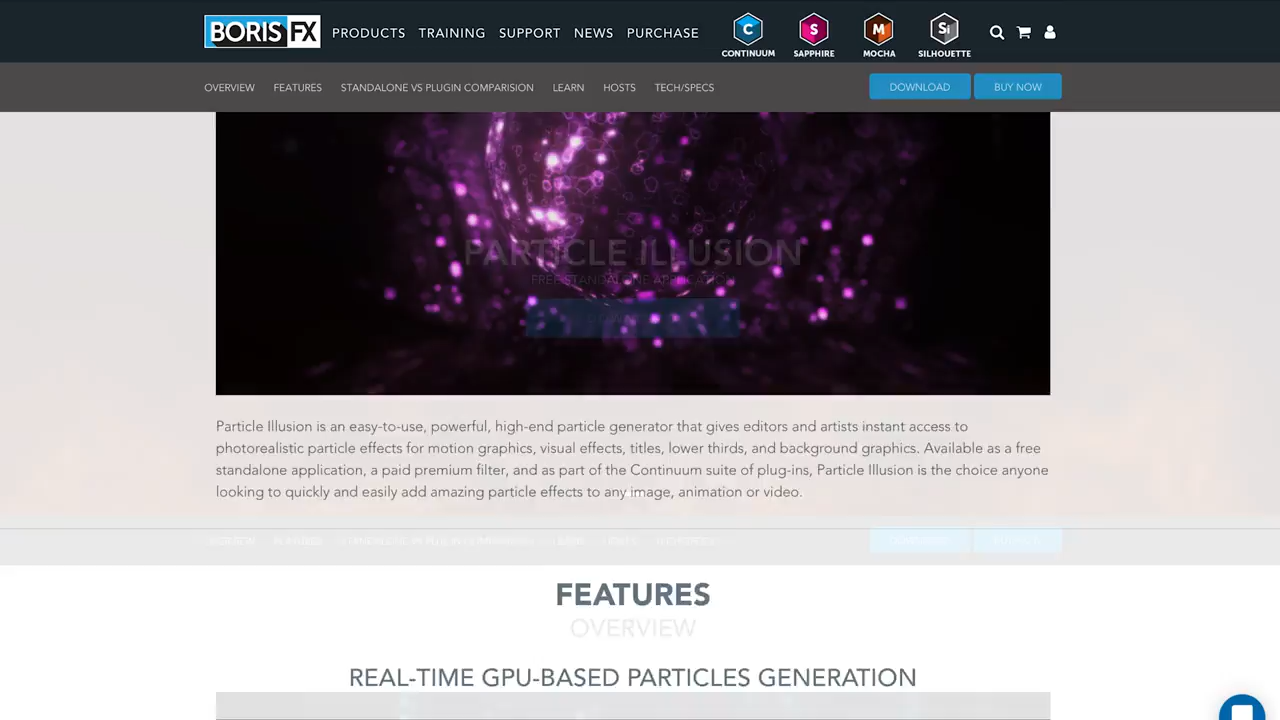 BORIS FX
PRODUCTS TRAINING SUPPORT NEWS PURCHASE
C CONTINUUM
S SAPPHIRE
M MOCHA
Si SILHOUETTE
OVERVIEW FEATURES STANDALONE VS PLUGIN COMPARISION LEARN HOSTS TECH/SPECS DOWNLOAD BUY NOW
PARTICLE ILLUSION
FREE STANDALONE APPLICATION
Particle Illusion is an easy-to-use, powerful, high-end particle generator that gives editors and artists instant access to
photorealistic particle effects for motion graphics, visual effects, titles, lower thirds, and background graphics. Available as a free
standalone application, a paid premium filter, and as part of the Continuum suite of plug-ins, Particle Illusion is the choice anyone
looking to quickly and easily add amazing particle effects to any image, animation or video.
FEATURES
OVERVIEW
REAL-TIME GPU-BASED PARTICLES GENERATION